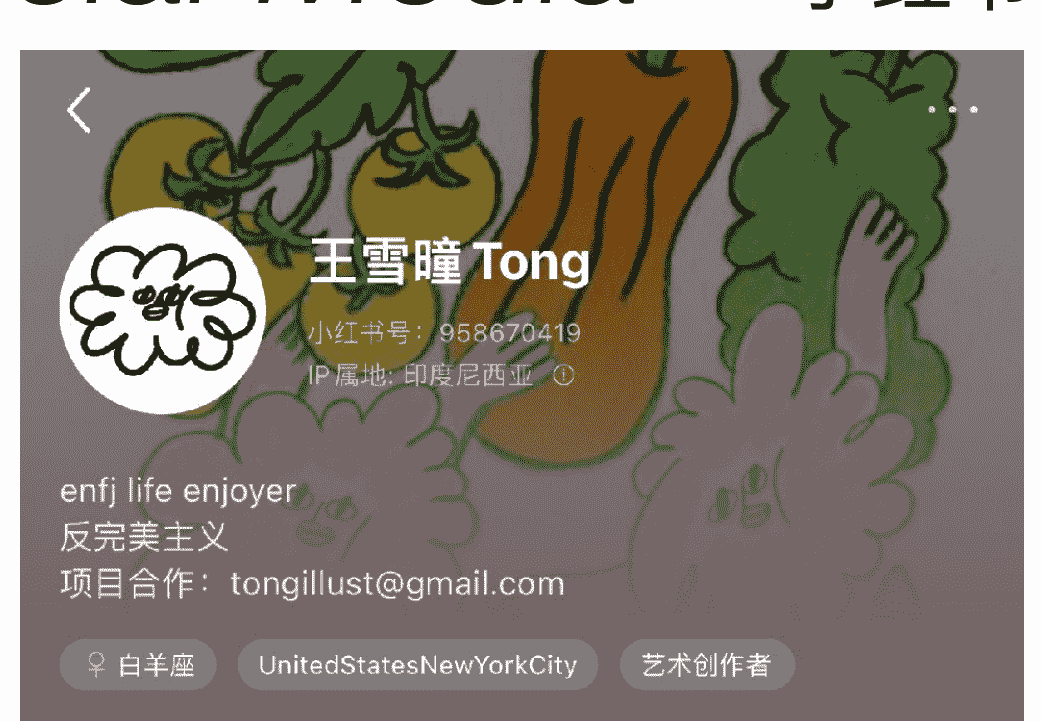 王雪曈 Tong
小红书号：958670419
IP属地: 印度尼西亚
enfj life enjoyer
反完美主义
项目合作：tongillust@gmail.com
♀ 白羊座
UnitedStatesNewYorkCity
艺术创作者